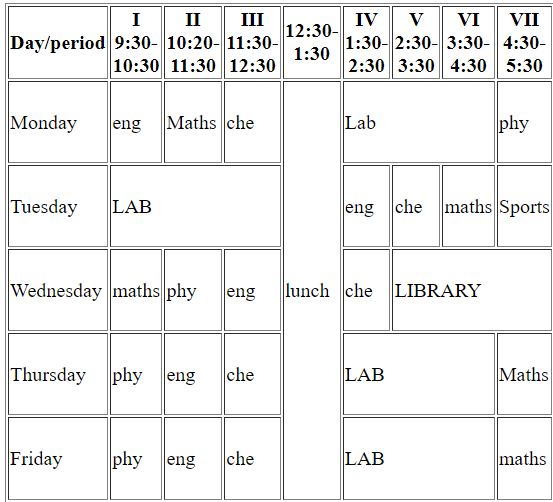 Day/period I 9:30-10:30 II 10:20-11:30 III 11:30-12:30 12:30-1:30 IV 1:30-2:30 V 2:30-3:30 VI 3:30-4:30 VII 4:30-5:30
Monday eng Maths che Lab phy
Tuesday LAB eng che maths Sports
Wednesday maths phy eng lunch che LIBRARY
Thursday phy eng che LAB Maths
Friday phy eng che LAB maths